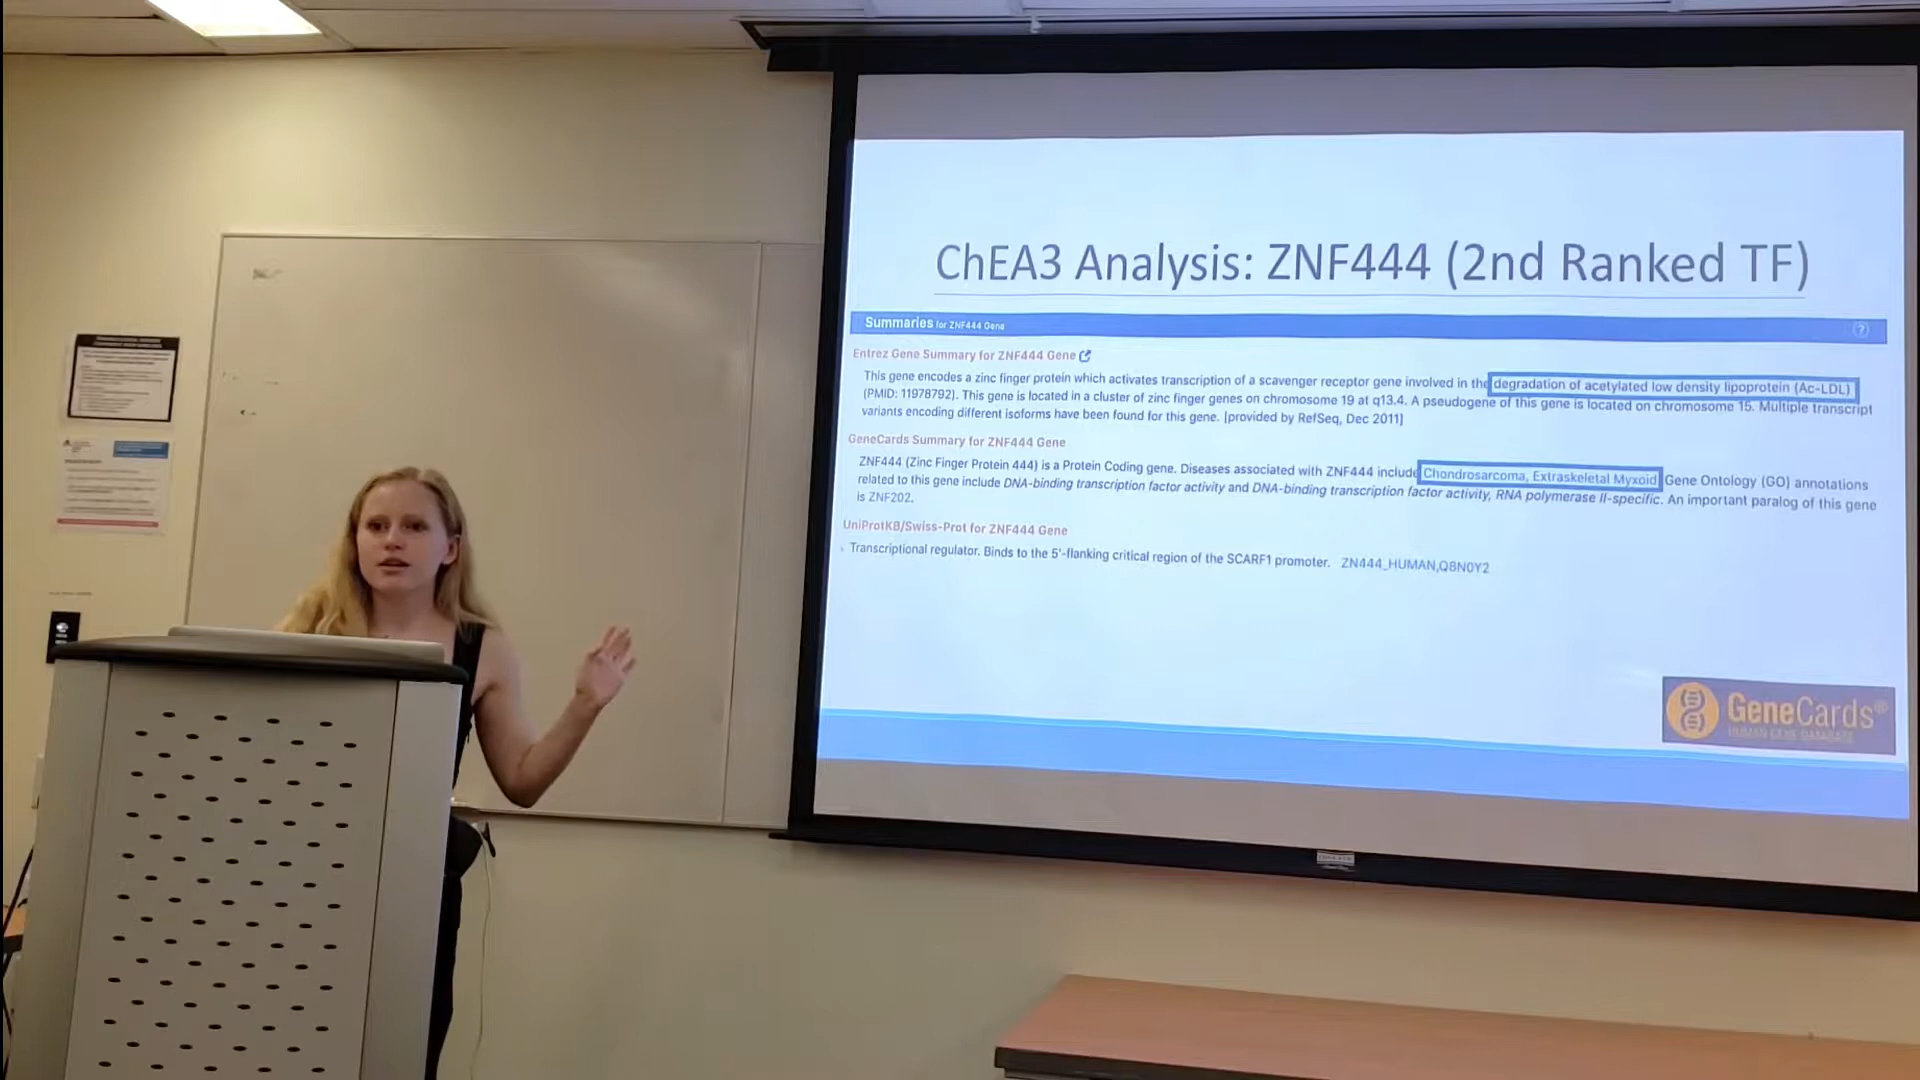 ChEA3 Analysis: ZNF444 (2nd Ranked TF)
Summaries for ZNF444 Gene
?
Entrez Gene Summary for ZNF444 Gene
This gene encodes a zinc finger protein which activates transcription of a scavenger receptor gene involved in the degradation of acetylated low density lipoprotein (Ac-LDL)
(PMID: 11978792). This gene is located in a cluster of zinc finger genes on chromosome 19 at q13.4. A pseudogene of this gene is located on chromosome 15. Multiple transcript
variants encoding different isoforms have been found for this gene. [provided by RefSeq, Dec 2011]
GeneCards Summary for ZNF444 Gene
ZNF444 (Zinc Finger Protein 444) is a Protein Coding gene. Diseases associated with ZNF444 include Chondrosarcoma, Extraskeletal Myxoid Gene Ontology (GO) annotations
related to this gene include DNA-binding transcription factor activity and DNA-binding transcription factor activity, RNA polymerase II-specific. An important paralog of this gene
is ZNF202.
UniProtKB/Swiss-Prot for ZNF444 Gene
Transcriptional regulator. Binds to the 5'-flanking critical region of the SCARF1 promoter. ZN444_HUMAN,Q8N0Y2
GeneCards®
HUMAN GENE DATABASE